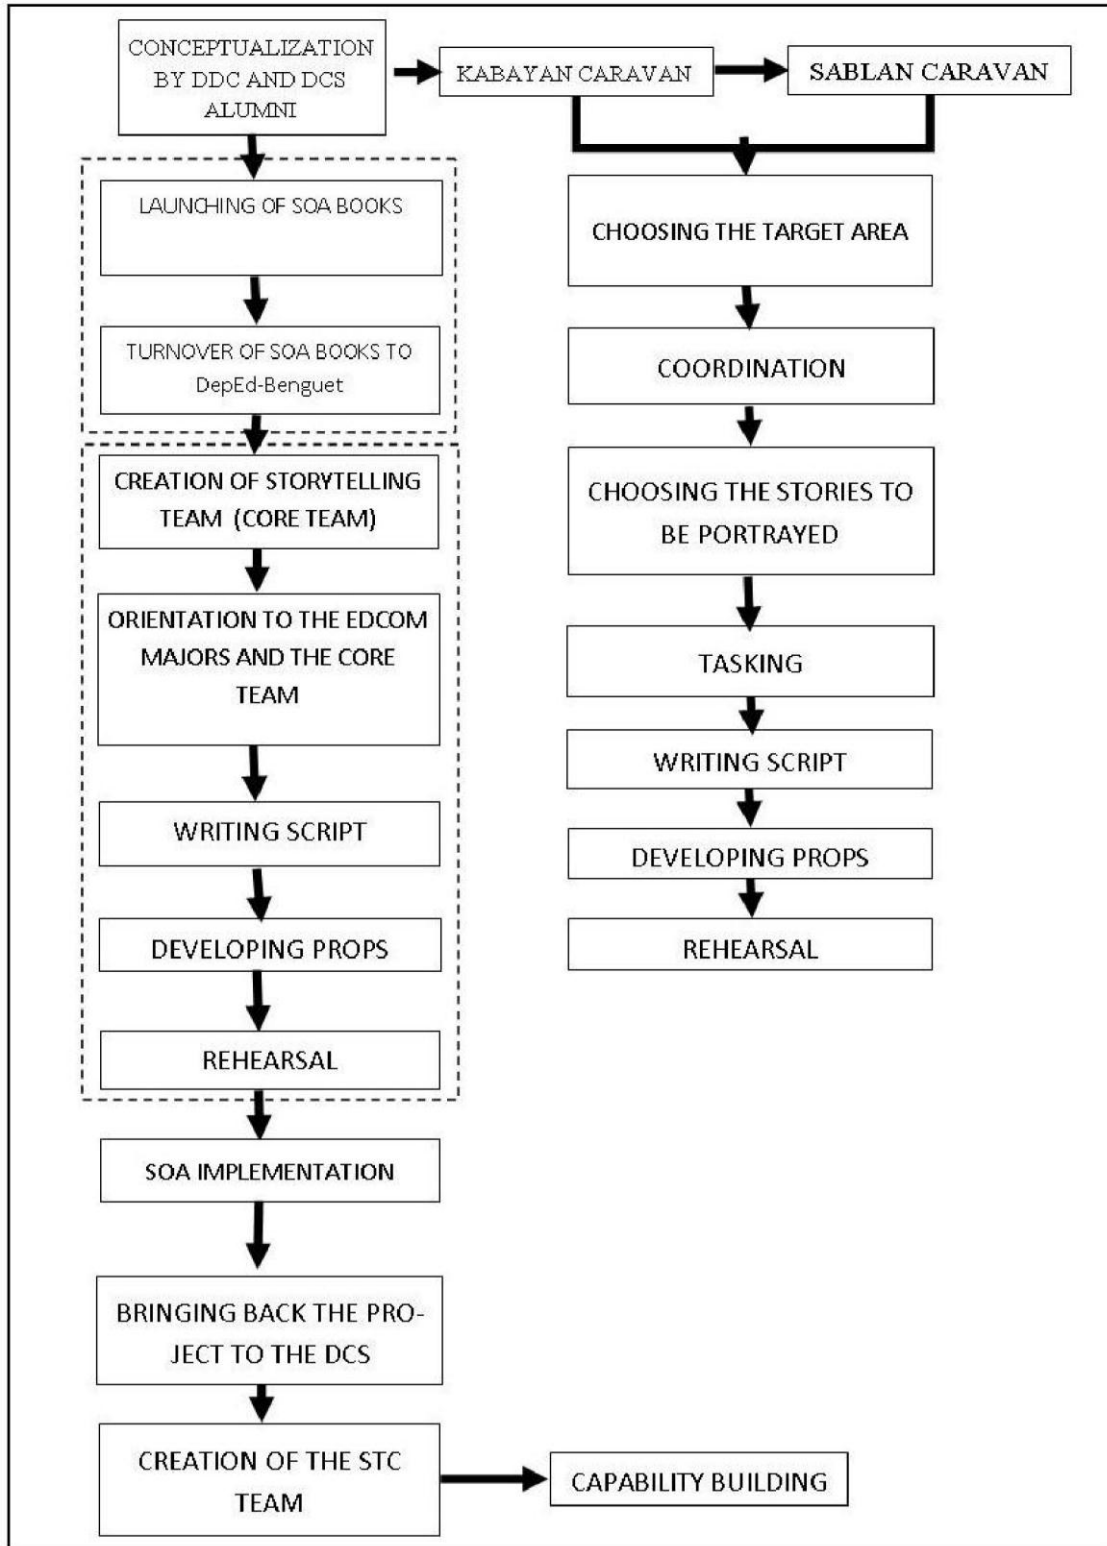 CONCEPTUALIZATION
BY DDC AND DCS
ALUMNI
KABAYAN CARAVAN
SABLAN CARAVAN
LAUNCHING OF SOA BOOKS
TURNOVER OF SOA BOOKS TO
DepEd-Benguet
CREATION OF STORYTELLING
TEAM (CORE TEAM)
ORIENTATION TO THE EDCOM
MAJORS AND THE CORE
TEAM
WRITING SCRIPT
DEVELOPING PROPS
REHEARSAL
SOA IMPLEMENTATION
BRINGING BACK THE PRO-
JECT TO THE DCS
CREATION OF THE STC
TEAM
CAPABILITY BUILDING
CHOOSING THE TARGET AREA
COORDINATION
CHOOSING THE STORIES TO
BE PORTRAYED
TASKING
WRITING SCRIPT
DEVELOPING PROPS
REHEARSAL